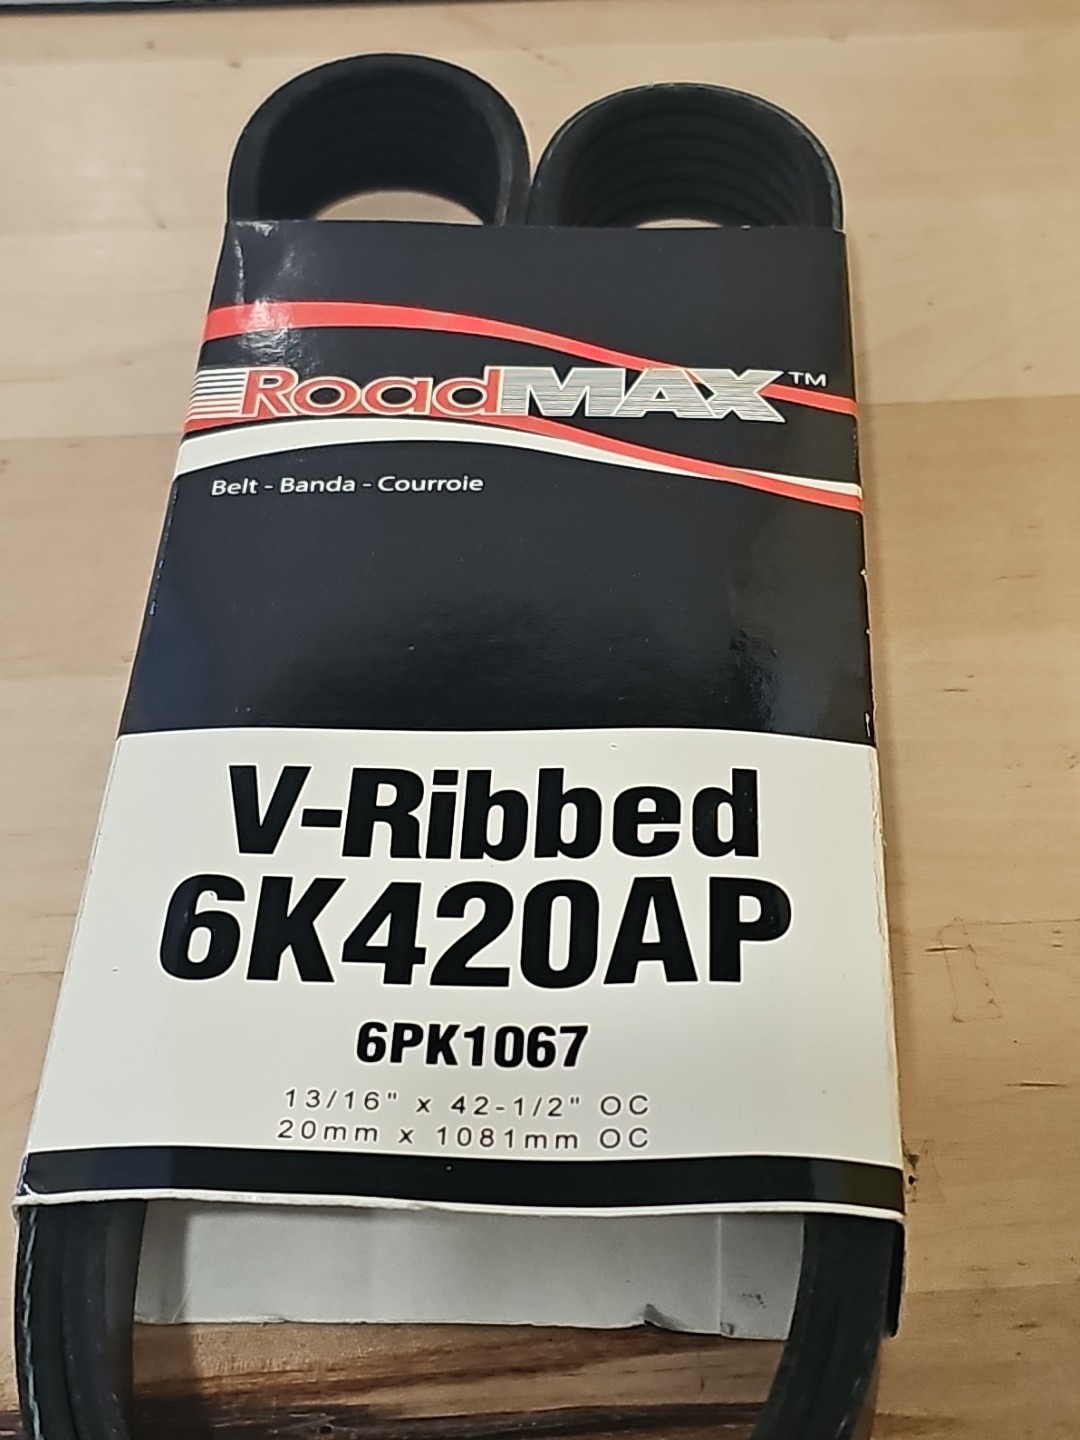 RoadMAX™
Belt - Banda - Courroie
V-Ribbed
6K420AP
6PK1067
13/16" x 42-1/2" OC
20mm x 1081mm OC